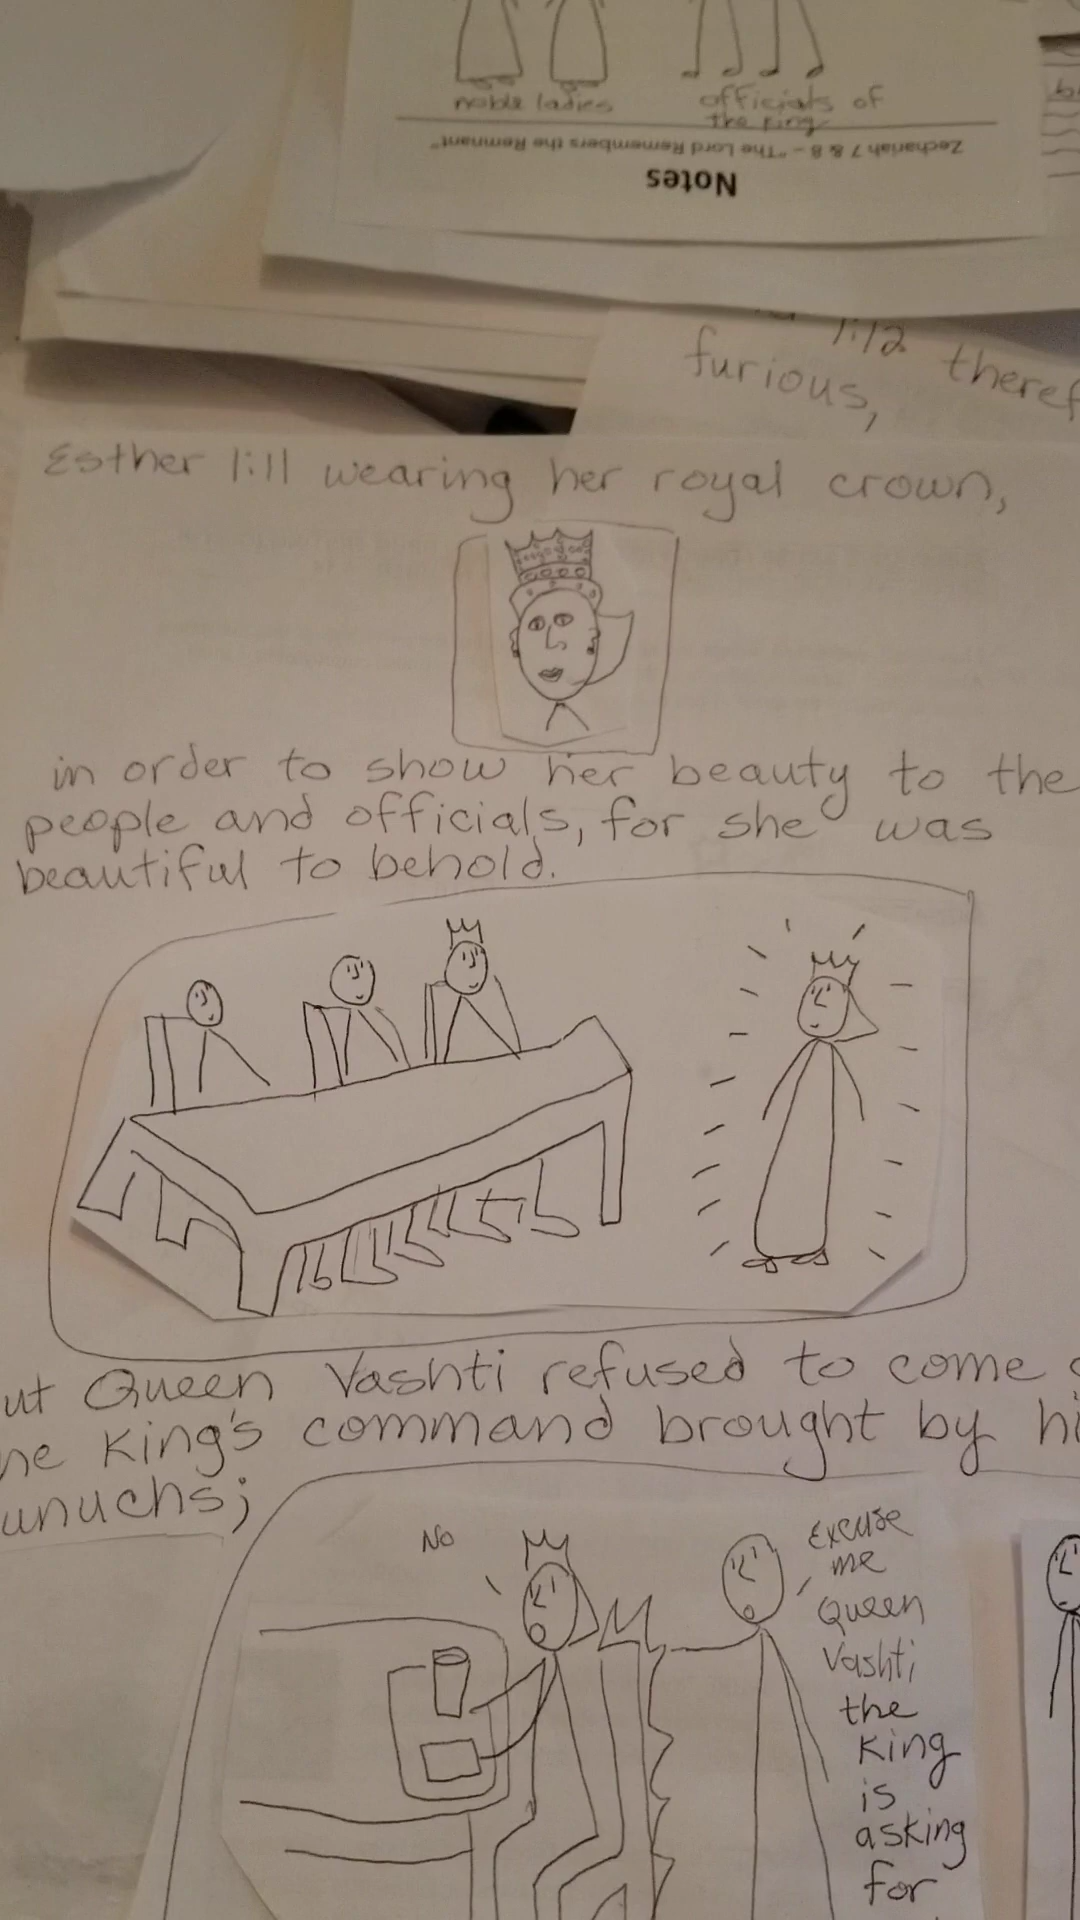 noble ladies
officials of
the king
Zechariah 7 & 8 - "The Lord Remembers the Remnant"
Notes
1:12
furious,
Esther 1:11 wearing her royal crown,
in order to show her beauty to the
people and officials, for she was
beautiful to behold.
ut Queen Vashti refused to come
he King's command brought by hi
unuchs;
No
Excuse
me
Queen
Vashti
the
King
is
asking
for